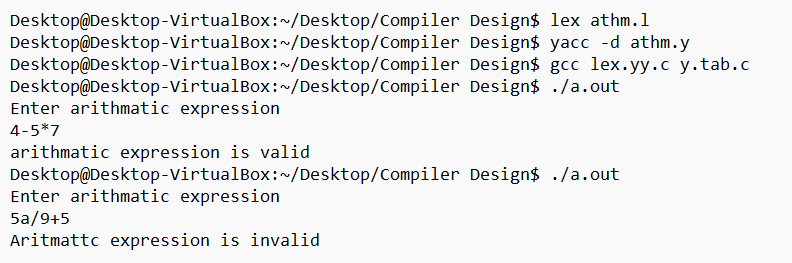 Desktop@Desktop-VirtualBox:~/Desktop/Compiler Design$ lex athm.l
Desktop@Desktop-VirtualBox:~/Desktop/Compiler Design$ yacc -d athm.y
Desktop@Desktop-VirtualBox:~/Desktop/Compiler Design$ gcc lex.yy.c y.tab.c
Desktop@Desktop-VirtualBox:~/Desktop/Compiler Design$ ./a.out
Enter arithmatic expression
4-5*7
arithmatic expression is valid
Desktop@Desktop-VirtualBox:~/Desktop/Compiler Design$ ./a.out
Enter arithmatic expression
5a/9+5
Aritmattc expression is invalid